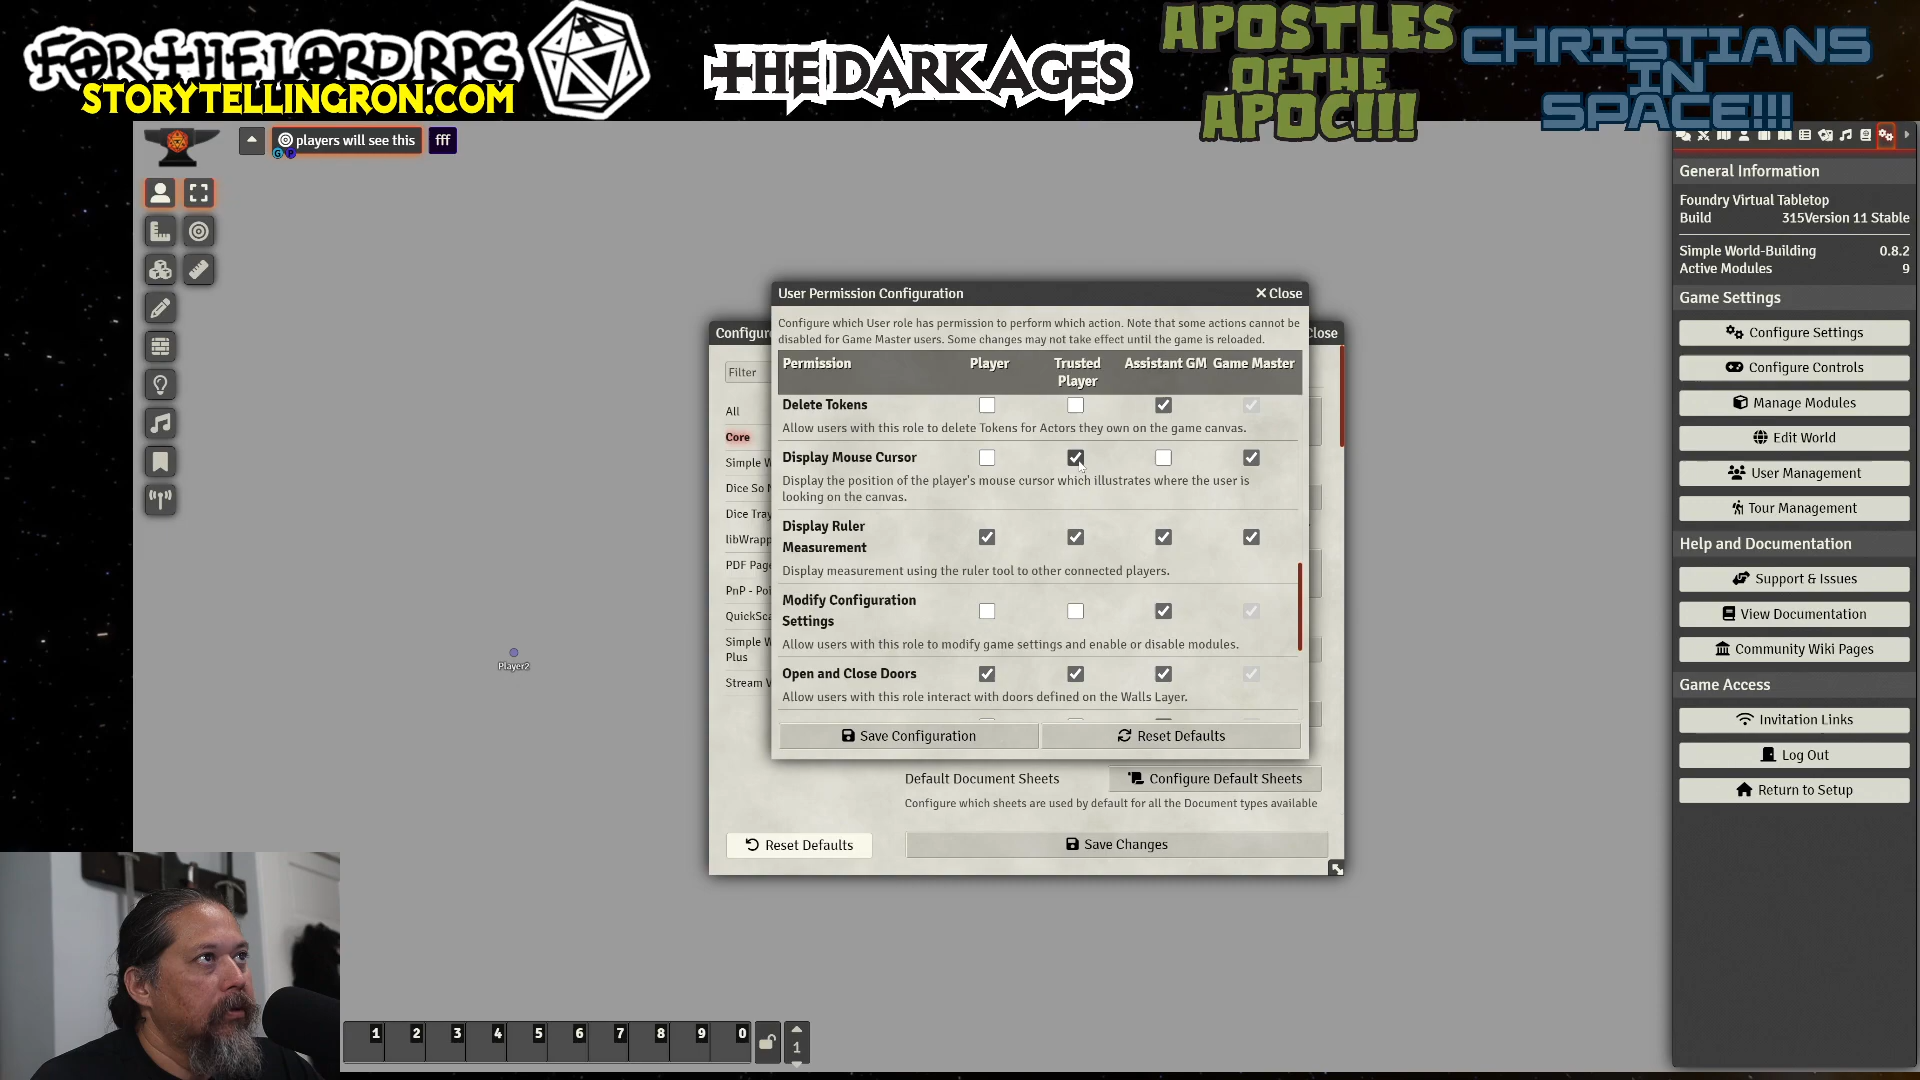 FOR THE LORD RPG
STORYTELLINGRON.COM
THE DARK AGES
APOSTLES
OF THE
APOC!!!
CHRISTIANS
IN
SPACE!!!
players will see this
fff
G
P
General Information
Foundry Virtual Tabletop
Build 315Version 11 Stable
Simple World-Building 0.8.2
Active Modules 9
Game Settings
Configure Settings
Configure Controls
Manage Modules
Edit World
User Management
Tour Management
Help and Documentation
Support & Issues
View Documentation
Community Wiki Pages
Game Access
Invitation Links
Log Out
Return to Setup
User Permission Configuration
Close
Configure which User role has permission to perform which action. Note that some actions cannot be
disabled for Game Master users. Some changes may not take effect until the game is reloaded.
Permission Player Trusted Player Assistant GM Game Master
Delete Tokens
Allow users with this role to delete Tokens for Actors they own on the game canvas.
Display Mouse Cursor
Display the position of the player's mouse cursor which illustrates where the user is
looking on the canvas.
Display Ruler
Measurement
Display measurement using the ruler tool to other connected players.
Modify Configuration
Settings
Allow users with this role to modify game settings and enable or disable modules.
Open and Close Doors
Allow users with this role interact with doors defined on the Walls Layer.
Save Configuration
Reset Defaults
Configur
Close
Filter
All
Core
Simple W
Dice So N
Dice Tray
libWrapp
PDF Page
PnP - Poi
QuickSca
Simple W
Plus
Stream V
Default Document Sheets
Configure Default Sheets
Configure which sheets are used by default for all the Document types available
Reset Defaults
Save Changes
Player2
1 2 3 4 5 6 7 8 9 0
1